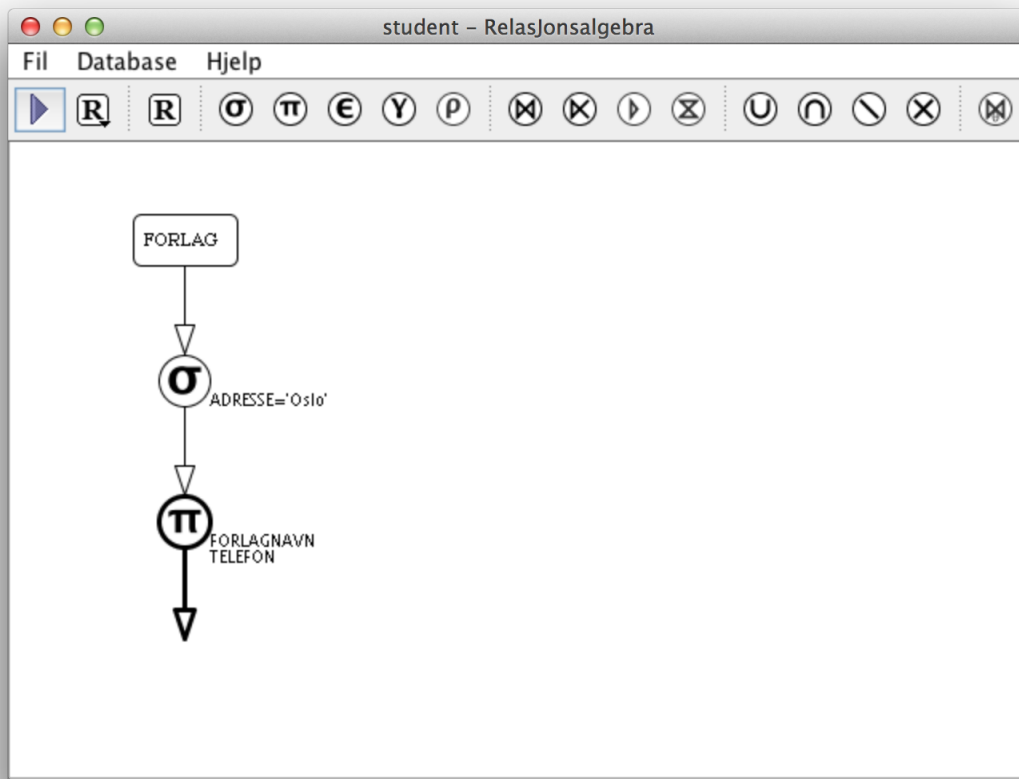 student – RelasJonsalgebra
Fil Database Hjelp
R R σ π ϵ γ ρ ⋈ ⋉ ▷ ⧖ ∪ ∩ \ ×
FORLAG
σ
ADRESSE='Oslo'
π
FORLAGNAVN
TELEFON